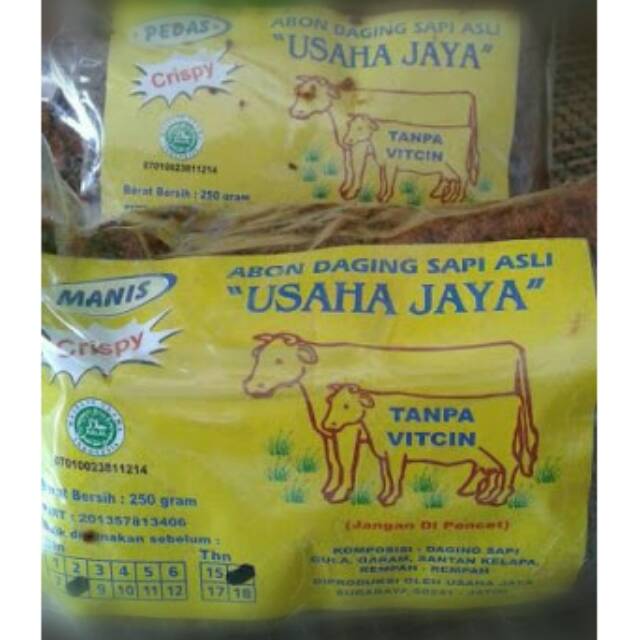 PEDAS
Crispy
ABON DAGING SAPI ASLI
"USAHA JAYA"
TANPA
VITCIN
07010023811214
Berat Bersih : 250 gram
MANIS
Crispy
ABON DAGING SAPI ASLI
"USAHA JAYA"
TANPA
VITCIN
07010023811214
Bersih : 250 gram
: 201357813406
sebelum :
Thn
1 2 3 4 5 6
9 10 11 12
15
17 18
(Jangan Di Pencet)
KOMPOSISI : DAGING SAPI
GULA, GARAM, SANTAN KELAPA,
REMPAH - REMPAH
DIPRODUKSI OLEH USAHA JAYA